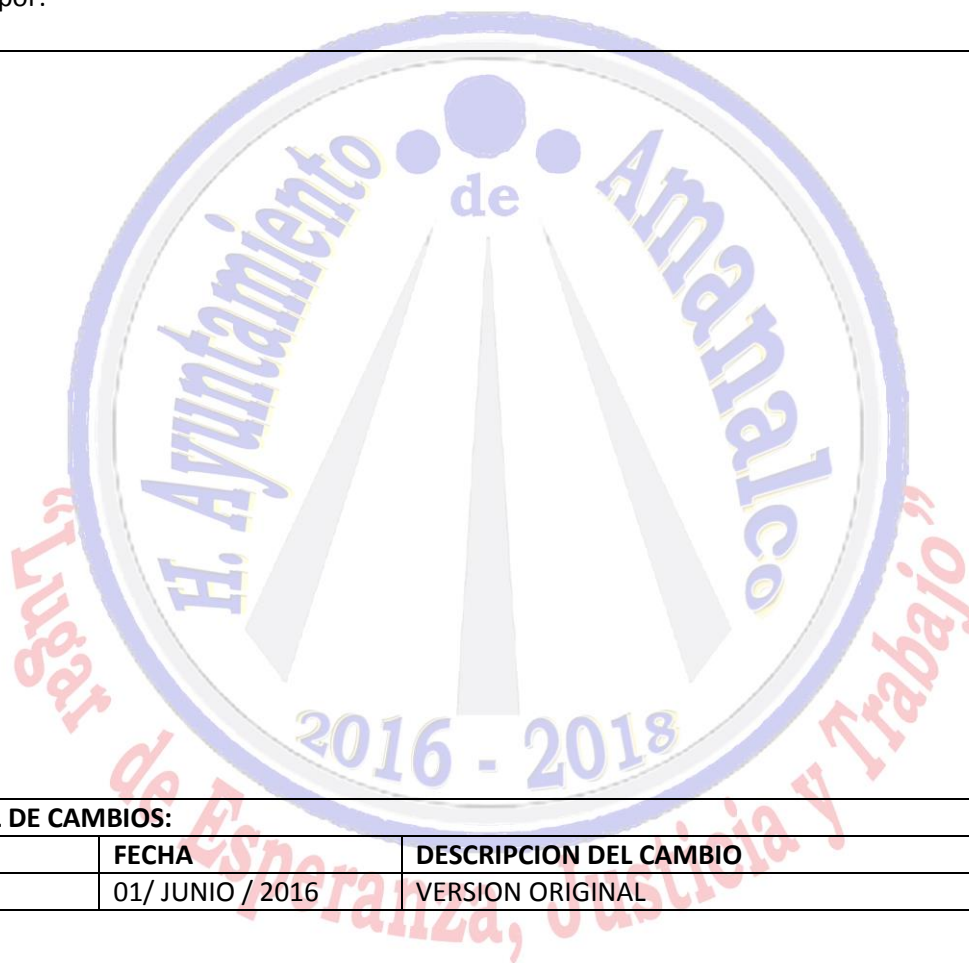 por:
H. Ayuntamiento de Amanalco
2016 - 2018
“Lugar de Esperanza, Justicia y Trabajo”
DE CAMBIOS:
FECHA DESCRIPCION DEL CAMBIO
01/ JUNIO / 2016 VERSION ORIGINAL